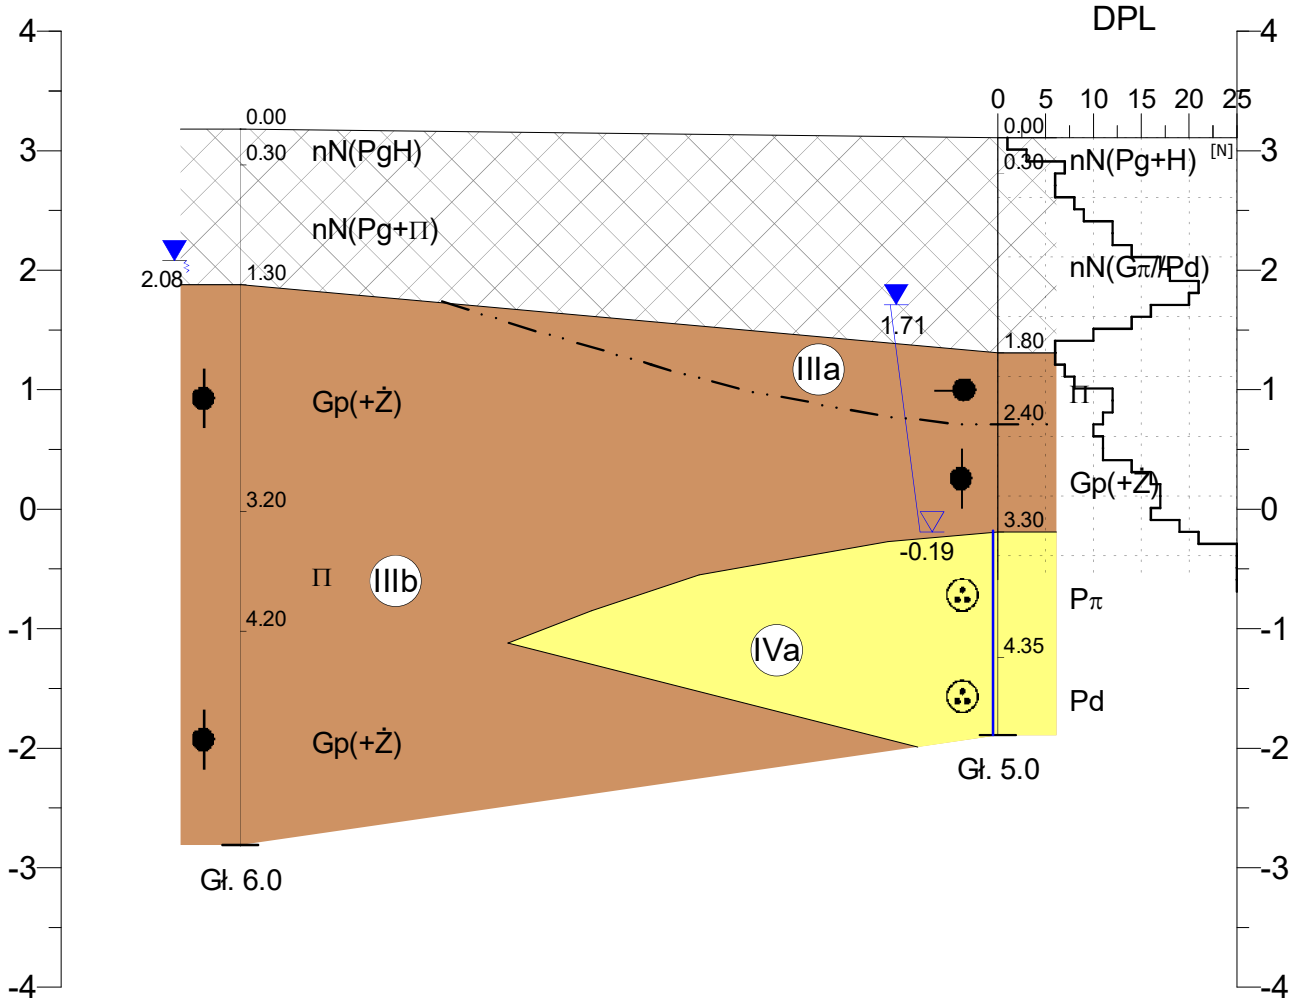 DPL
4
4
0 5 10 15 20 25
0.00
0.00
nN(PgH)
[N]
3
3
0.30
0.30
nN(Pg+H)
nN(Pg+Π)
2
2
2.08
1.30
nN(Gπ//Pd)
1.71
1.80
IIIa
1
1
Gp(+Ż)
Π
2.40
3.20
Gp(+Ż)
0
0
3.30
-0.19
Π
IIIb
Pπ
4.20
-1
-1
IVa
4.35
Pd
Gp(+Ż)
-2
-2
Gł. 5.0
Gł. 6.0
-3
-3
-4
-4